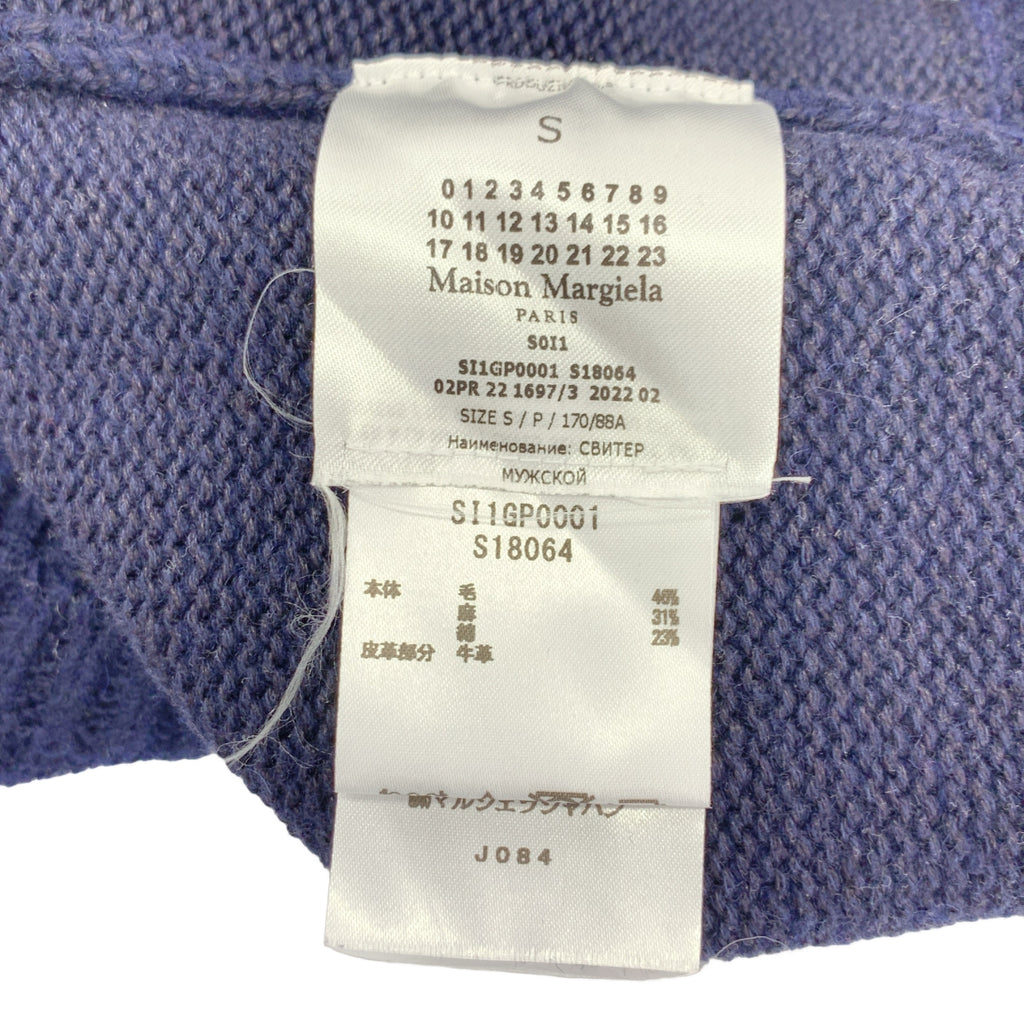 S
0 1 2 3 4 5 6 7 8 9
10 11 12 13 14 15 16
17 18 19 20 21 22 23
Maison Margiela
PARIS
S0I1
SI1GP0001 S18064
02PR 22 1697/3 2022 02
SIZE S / P / 170/88A
Наименование: СВИТЕР
МУЖСКОЙ
SI1GP0001
S18064
本体 毛 46%
麻 31%
綿 23%
皮革部分 牛革
J084